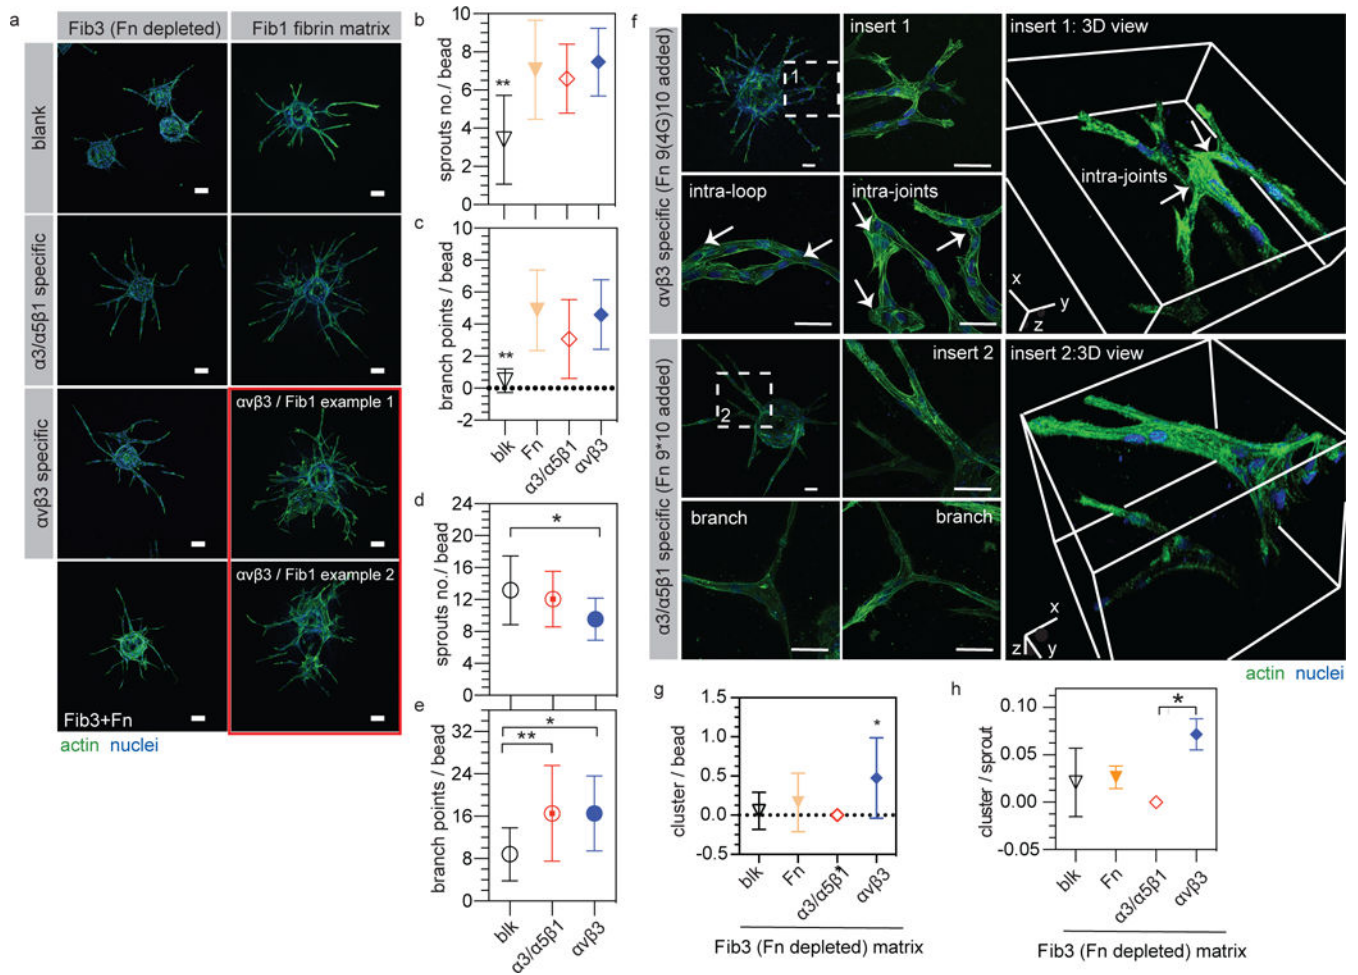 a
Fib3 (Fn depleted)
Fib1 fibrin matrix
blank
α3/α5β1 specific
αvβ3 specific
αvβ3 / Fib1 example 1
αvβ3 / Fib1 example 2
Fib3+Fn
actin nuclei
b
sprouts no./ bead
10
8
6
4
2
0
**
c
branch points / bead
10
8
6
4
2
0
-2
**
blk
Fn
α3/α5β1
αvβ3
d
sprouts no./ bead
24
20
16
12
8
4
0
*
e
branch points / bead
32
24
16
8
0
**
*
blk
α3/α5β1
αvβ3
f
αvβ3 specific (Fn 9(4G)10 added)
1
insert 1
insert 1: 3D view
intra-joints
x
y
z
intra-loop
intra-joints
α3/α5β1 specific (Fn 9*10 added)
2
insert 2
insert 2:3D view
branch
branch
x
z
y
actin nuclei
g
cluster / bead
1.5
1.0
0.5
0.0
-0.5
*
*
blk
Fn
α3/α5β1
αvβ3
Fib3 (Fn depleted) matrix
h
cluster / sprout
0.10
0.05
0.00
-0.05
*
blk
Fn
α3/α5β1
αvβ3
Fib3 (Fn depleted) matrix